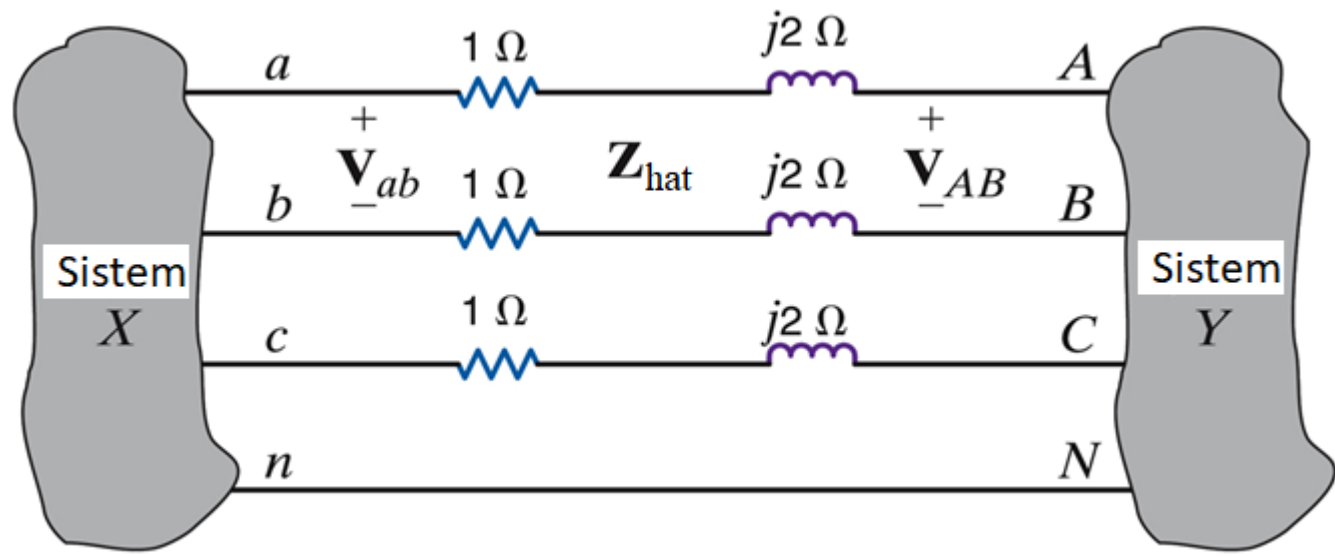 a 1 Ω j2 Ω A
+ +
V_ab Z_hat V_AB
− −
b 1 Ω j2 Ω B
Sistem X
Sistem Y
c 1 Ω j2 Ω C
n N